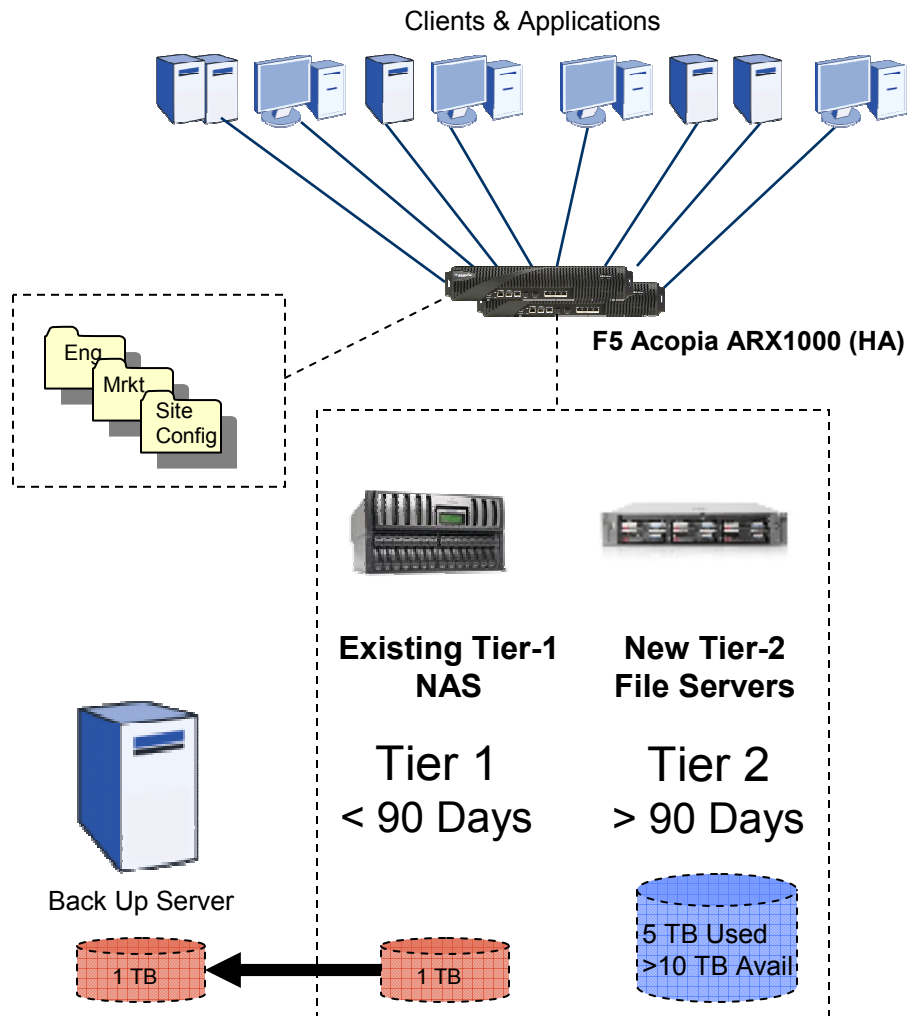 Clients & Applications
F5 Acopia ARX1000 (HA)
Eng
Mrkt
Site
Config
Existing Tier-1
NAS
New Tier-2
File Servers
Tier 1
< 90 Days
Tier 2
> 90 Days
Back Up Server
5 TB Used
>10 TB Avail
1 TB
1 TB